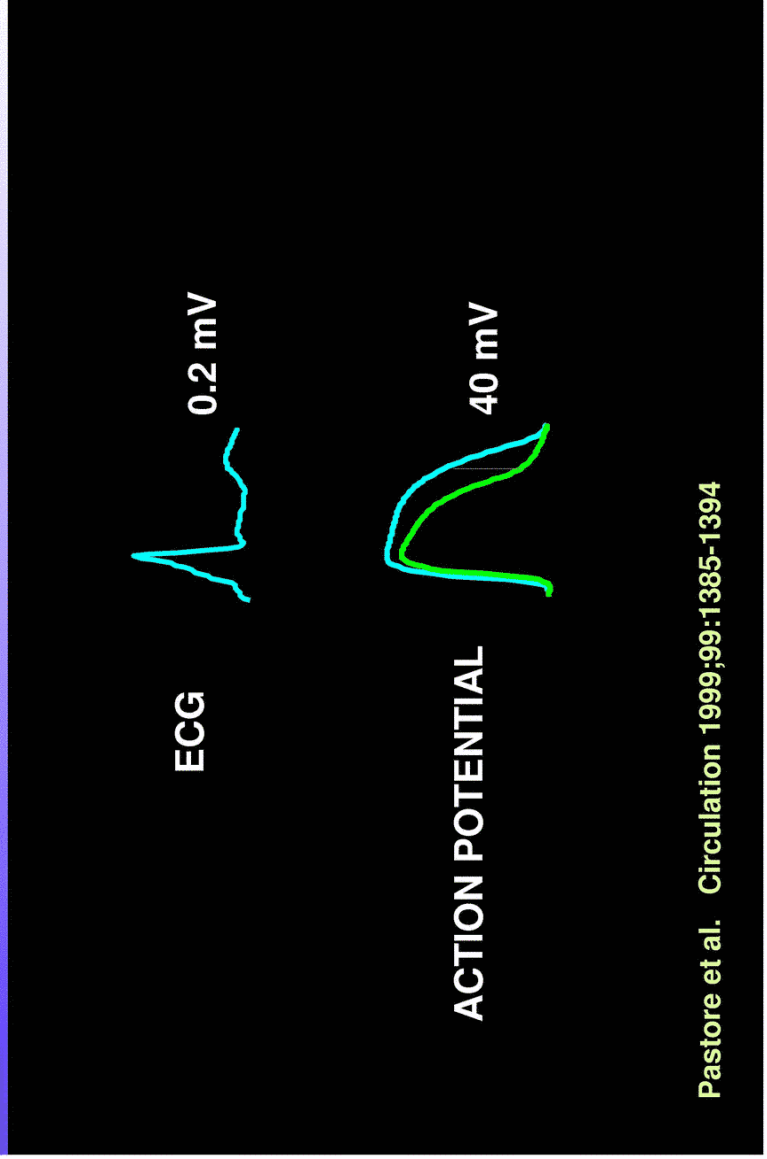 ECG
0.2 mV
ACTION POTENTIAL
40 mV
Pastore et al. Circulation 1999;99:1385-1394